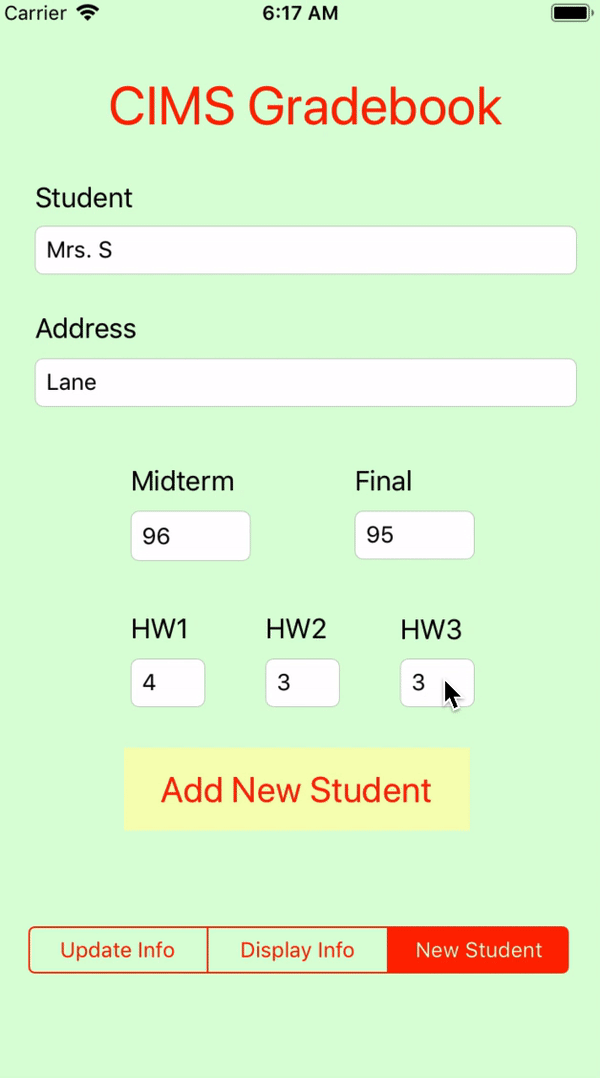 Carrier 6:17 AM
CIMS Gradebook
Student
Mrs. S
Address
Lane
Midterm Final
96 95
HW1 HW2 HW3
4 3 3
Add New Student
Update Info Display Info New Student